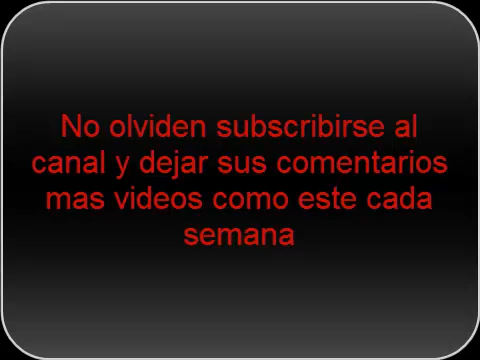 No olviden subscribirse al
canal y dejar sus comentarios
mas videos como este cada
semana